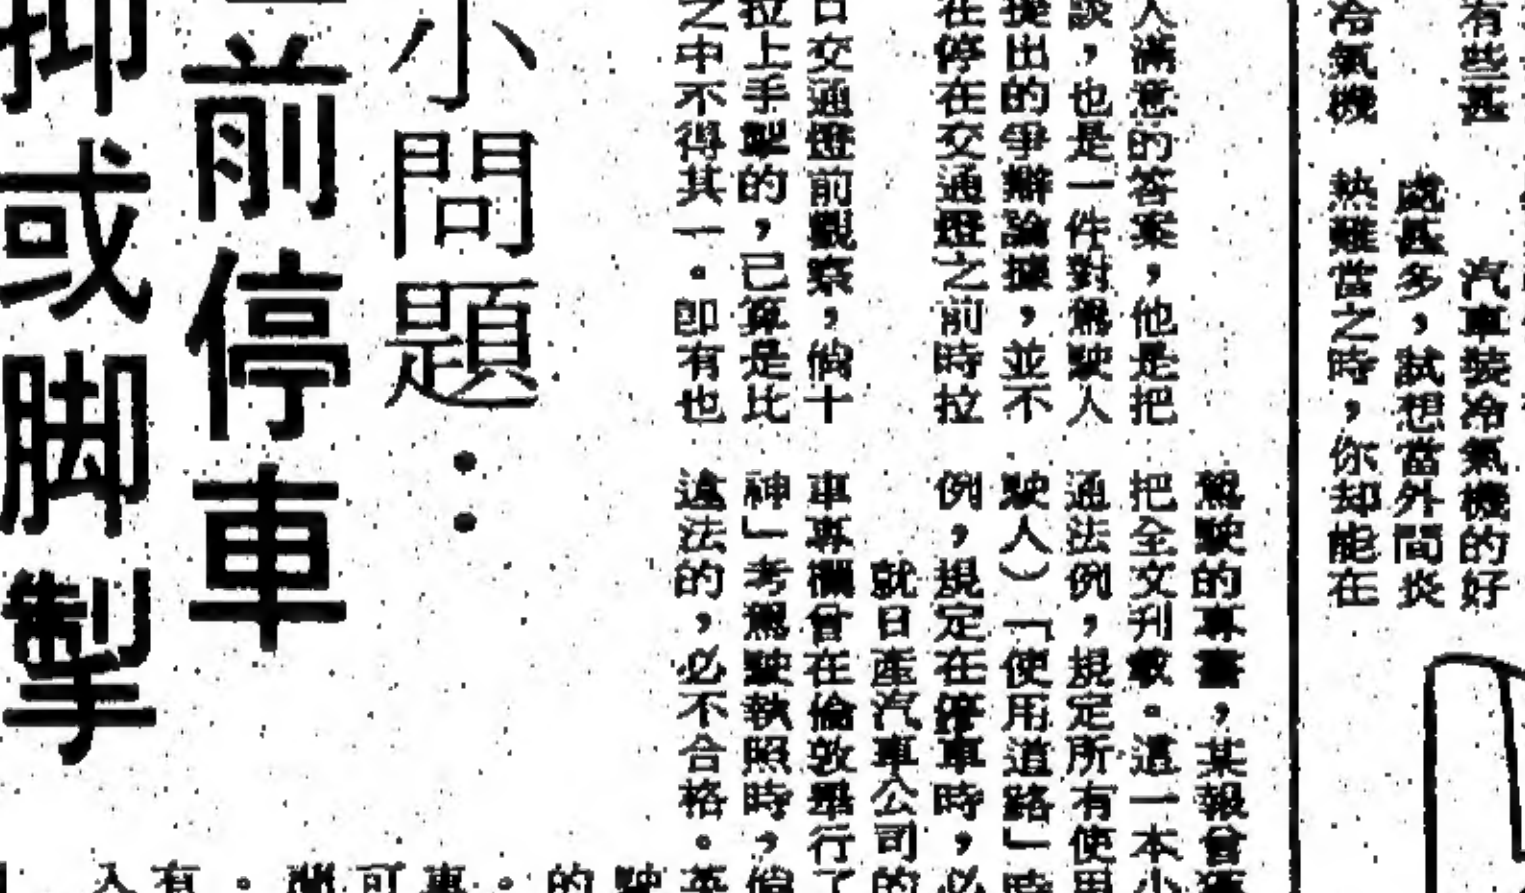 有些甚
汽車裝冷氣機的好
處甚多，試想當外間炎
冷氣機
熱難當之時，你却能在
人滿意的答案，他是把
談，也是一件對駕駛人
提出的爭辯論據，並不
在停在交通燈之前時拉
日交通燈前觀察，倘十
拉上手掣的，已算是比
之中不得其一。即有也
駕駛的專書，某報曾
把全文刊載。這一本小
通法例，規定所有使用
駛人）「使用道路」時
例，規定在停車時，必
就日產汽車公司的
車專欄曾在倫敦舉行了
神」考駕駛執照時，倘
違法的，必不合格。英
小問題：
前停車
抑或脚掣
駛的。事可
有入